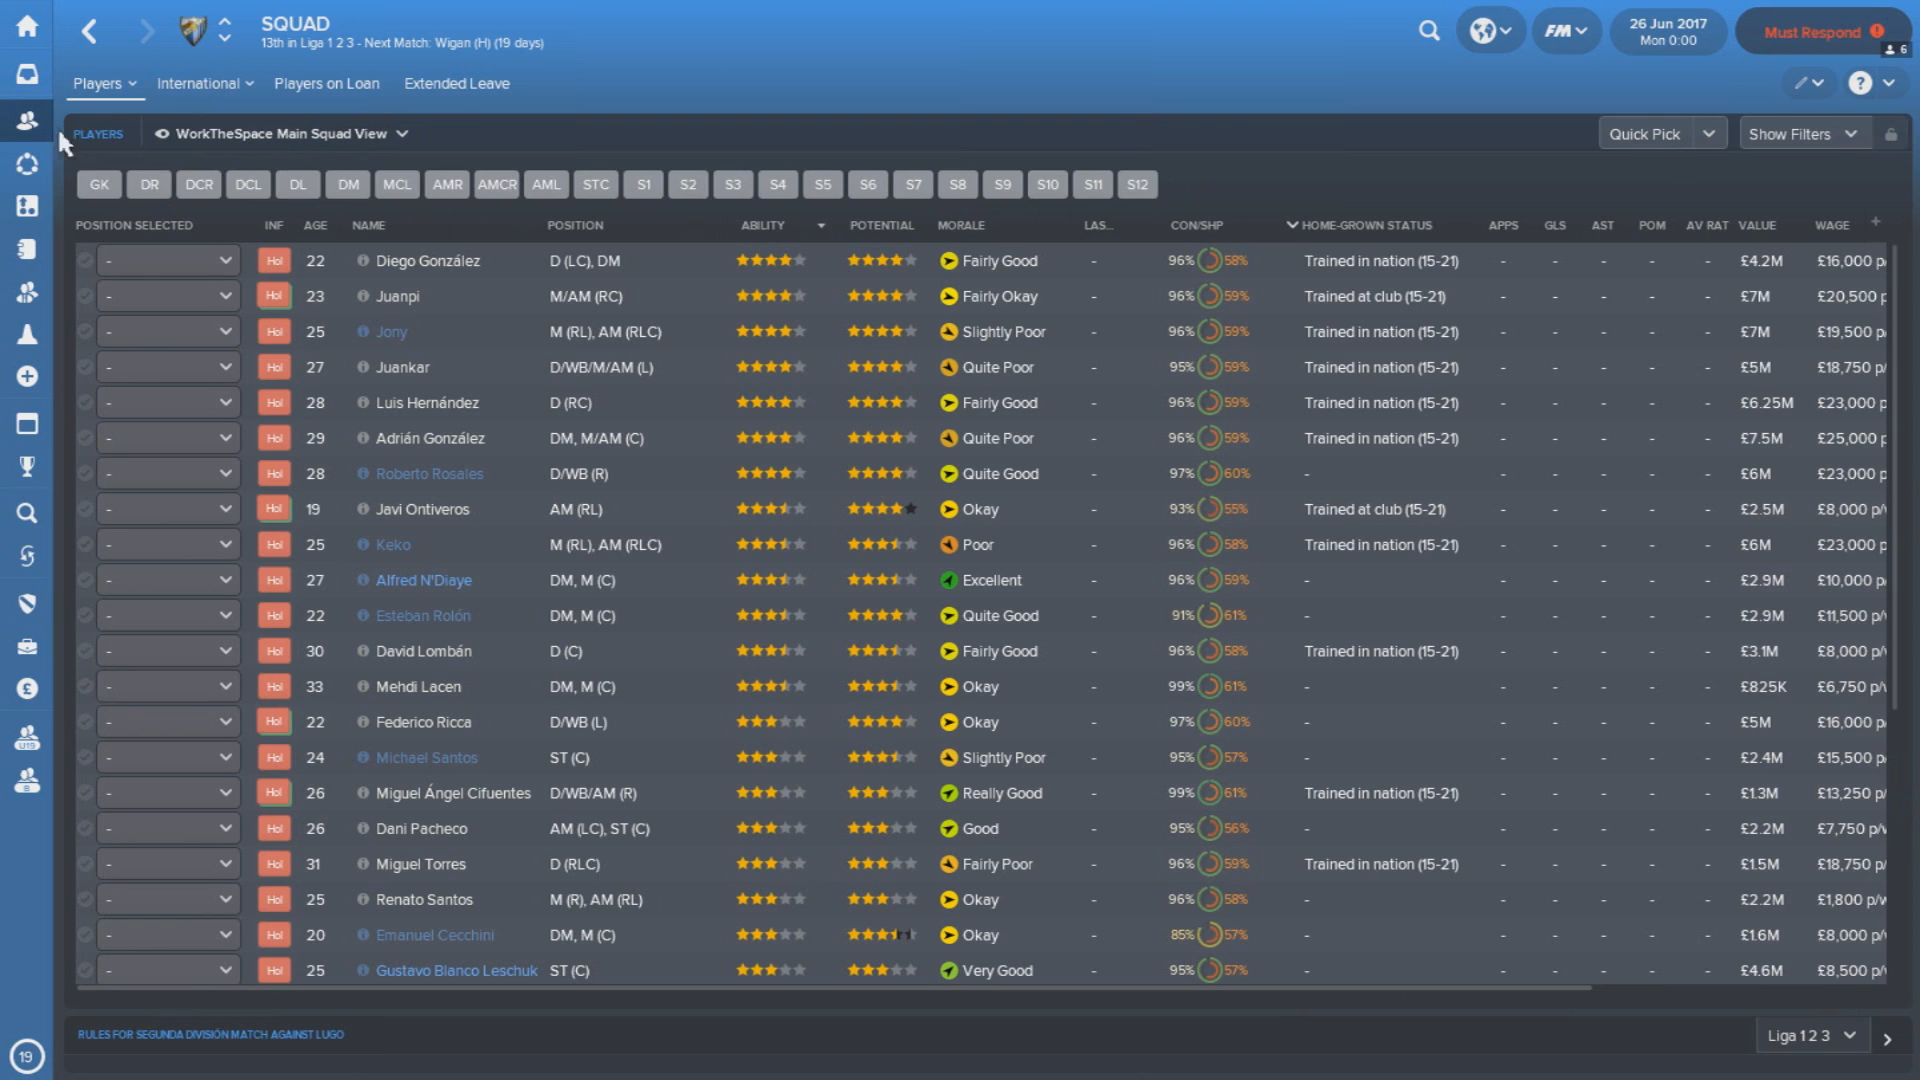 SQUAD
13th in Liga 1 2 3 - Next Match: Wigan (H) (19 days)
FM
26 Jun 2017
Mon 0:00
Must Respond
6
Players International Players on Loan Extended Leave
?
PLAYERS WorkTheSpace Main Squad View Quick Pick Show Filters
GK DR DCR DCL DL DM MCL AMR AMCR AML STC S1 S2 S3 S4 S5 S6 S7 S8 S9 S10 S11 S12
POSITION SELECTED INF AGE NAME POSITION ABILITY POTENTIAL MORALE LAS... CON/SHP HOME-GROWN STATUS APPS GLS AST POM AV RAT VALUE WAGE +
- Hol 22 Diego González D (LC), DM Fairly Good - 96% 58% Trained in nation (15-21) - - - - - £4.2M £16,000 p/
- Hol 23 Juanpi M/AM (RC) Fairly Okay - 96% 59% Trained at club (15-21) - - - - - £7M £20,500 p
- Hol 25 Jony M (RL), AM (RLC) Slightly Poor - 96% 59% Trained in nation (15-21) - - - - - £7M £19,500 p/
- Hol 27 Juankar D/WB/M/AM (L) Quite Poor - 95% 59% Trained in nation (15-21) - - - - - £5M £18,750 p/
- Hol 28 Luis Hernández D (RC) Fairly Good - 96% 59% Trained in nation (15-21) - - - - - £6.25M £23,000 p
- Hol 29 Adrián González DM, M/AM (C) Quite Poor - 96% 59% Trained in nation (15-21) - - - - - £7.5M £25,000 p
- Hol 28 Roberto Rosales D/WB (R) Quite Good - 97% 60% - - - - - - £6M £23,000 p
- Hol 19 Javi Ontiveros AM (RL) Okay - 93% 55% Trained at club (15-21) - - - - - £2.5M £8,000 p/
- Hol 25 Keko M (RL), AM (RLC) Poor - 96% 58% Trained in nation (15-21) - - - - - £6M £23,000 p
- Hol 27 Alfred N'Diaye DM, M (C) Excellent - 96% 59% - - - - - - £2.9M £10,000 p/
- Hol 22 Esteban Rolón DM, M (C) Quite Good - 91% 61% - - - - - - £2.9M £11,500 p/
- Hol 30 David Lombán D (C) Fairly Good - 96% 58% Trained in nation (15-21) - - - - - £3.1M £8,000 p/
- Hol 33 Mehdi Lacen DM, M (C) Okay - 99% 61% - - - - - - £825K £6,750 p/
- Hol 22 Federico Ricca D/WB (L) Okay - 97% 60% - - - - - - £5M £16,000 p/
- Hol 24 Michael Santos ST (C) Slightly Poor - 95% 57% - - - - - - £2.4M £15,500 p/
- Hol 26 Miguel Ángel Cifuentes D/WB/AM (R) Really Good - 99% 61% Trained in nation (15-21) - - - - - £1.3M £13,250 p/
- Hol 26 Dani Pacheco AM (LC), ST (C) Good - 95% 56% - - - - - - £2.2M £7,750 p/
- Hol 31 Miguel Torres D (RLC) Fairly Poor - 96% 59% Trained in nation (15-21) - - - - - £1.5M £18,750 p/
- Hol 25 Renato Santos M (R), AM (RL) Okay - 96% 58% - - - - - - £2.2M £1,800 p/
- Hol 20 Emanuel Cecchini DM, M (C) Okay - 85% 57% - - - - - - £1.6M £8,000 p/
- Hol 25 Gustavo Blanco Leschuk ST (C) Very Good - 95% 57% - - - - - - £4.6M £8,500 p/
RULES FOR SEGUNDA DIVISIÓN MATCH AGAINST LUGO Liga 1 2 3
U19
B
19